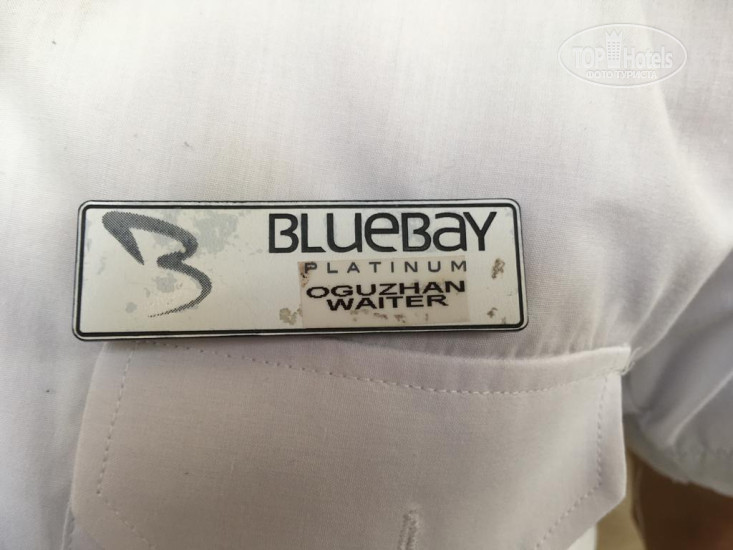 TOP Hotels
ФОТО ТУРИСТА
BLUEBAY
PLATINUM
OGUZHAN
WAITER